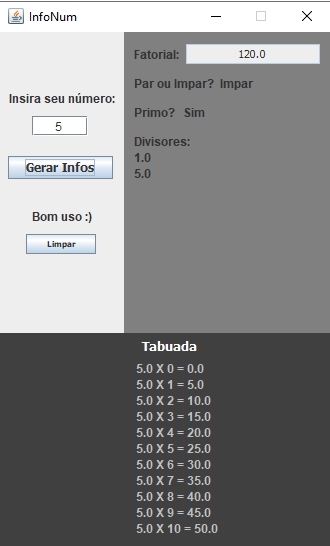 InfoNum
Insira seu número:
5
Gerar Infos
Bom uso :)
Limpar
Fatorial: 120.0
Par ou Impar? Impar
Primo? Sim
Divisores:
1.0
5.0
Tabuada
5.0 X 0 = 0.0
5.0 X 1 = 5.0
5.0 X 2 = 10.0
5.0 X 3 = 15.0
5.0 X 4 = 20.0
5.0 X 5 = 25.0
5.0 X 6 = 30.0
5.0 X 7 = 35.0
5.0 X 8 = 40.0
5.0 X 9 = 45.0
5.0 X 10 = 50.0